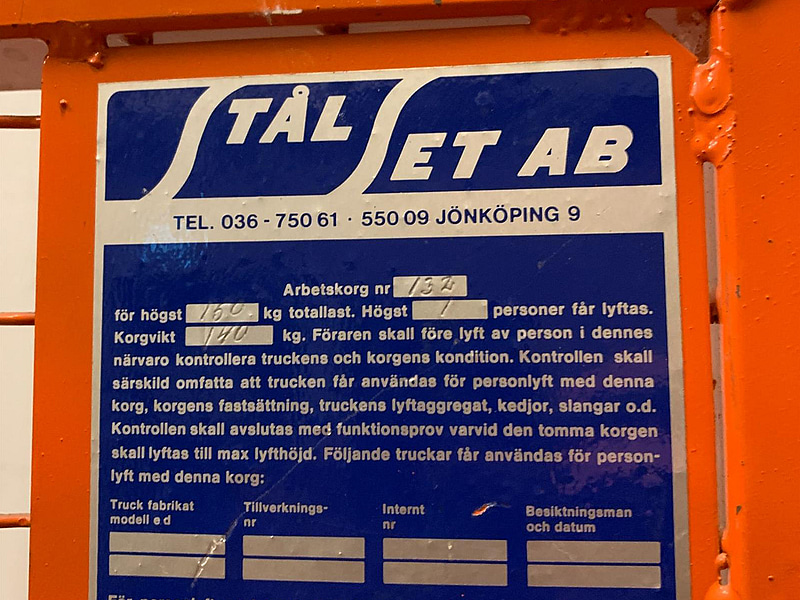 STÅL SET AB
TEL. 036 - 750 61 · 550 09 JÖNKÖPING 9
Arbetskorg nr 132
för högst 150 kg totallast. Högst 1 personer får lyftas.
Korgvikt 140 kg. Föraren skall före lyft av person i dennes
närvaro kontrollera truckens och korgens kondition. Kontrollen skall
särskild omfatta att trucken får användas för personlyft med denna
korg, korgens fastsättning, truckens lyftaggregat, kedjor, slangar o.d.
Kontrollen skall avslutas med funktionsprov varvid den tomma korgen
skall lyftas till max lyfthöjd. Följande truckar får användas för person-
lyft med denna korg:
Truck fabrikat Tillverknings- Internt Besiktningsman
modell e d nr nr och datum